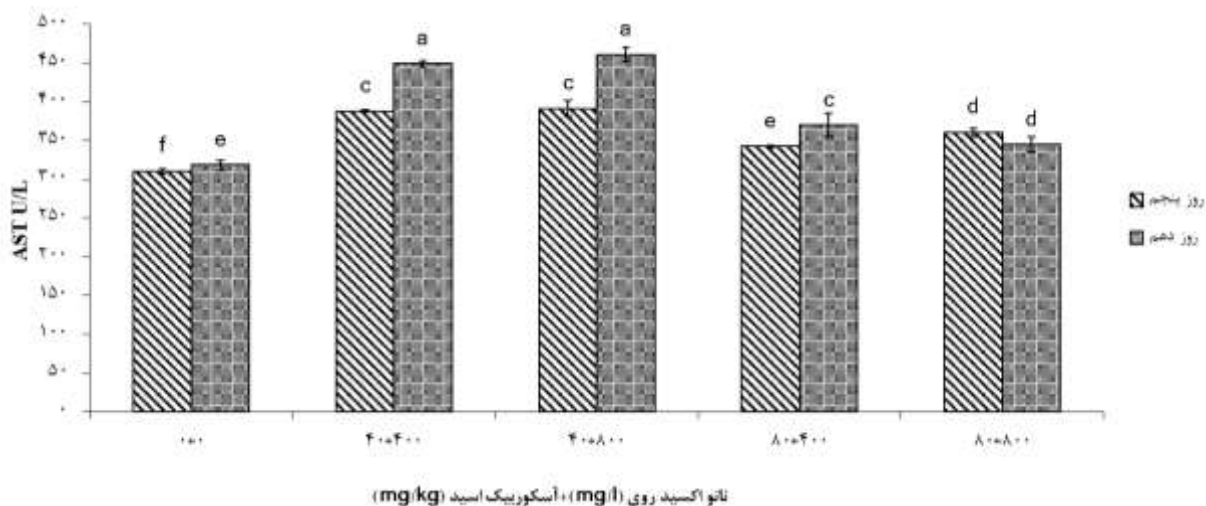 AST U/L
۵۰۰
۴۵۰
۴۰۰
۳۵۰
۳۰۰
۲۵۰
۲۰۰
۱۵۰
۱۰۰
۵۰
۰
f
e
c
a
c
a
e
c
d
d
۰+۰
۴۰+۴۰۰
۴۰+۸۰۰
۸۰+۴۰۰
۸۰+۸۰۰
روز پنجم
روز دهم
نانو اکسید روی (mg/l)+آسکوربیک اسید (mg/kg)